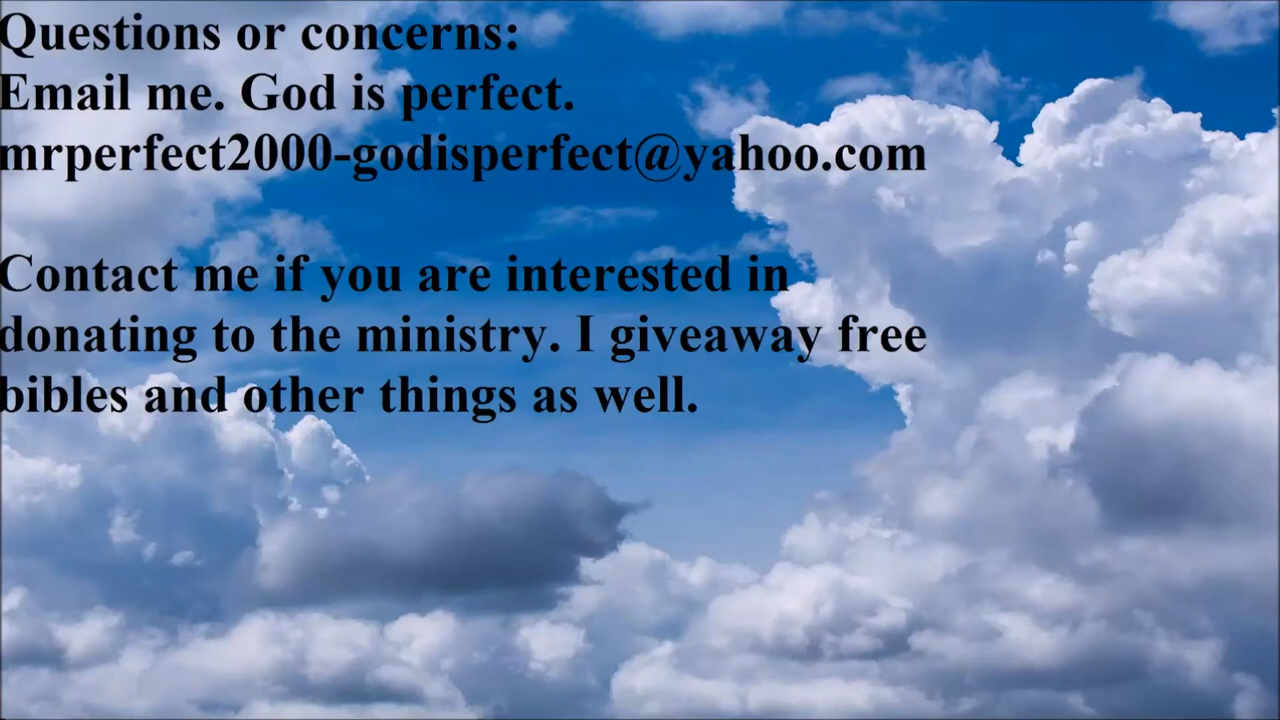 Questions or concerns:
Email me. God is perfect.
mrperfect2000-godisperfect@yahoo.com
Contact me if you are interested in
donating to the ministry. I giveaway free
bibles and other things as well.